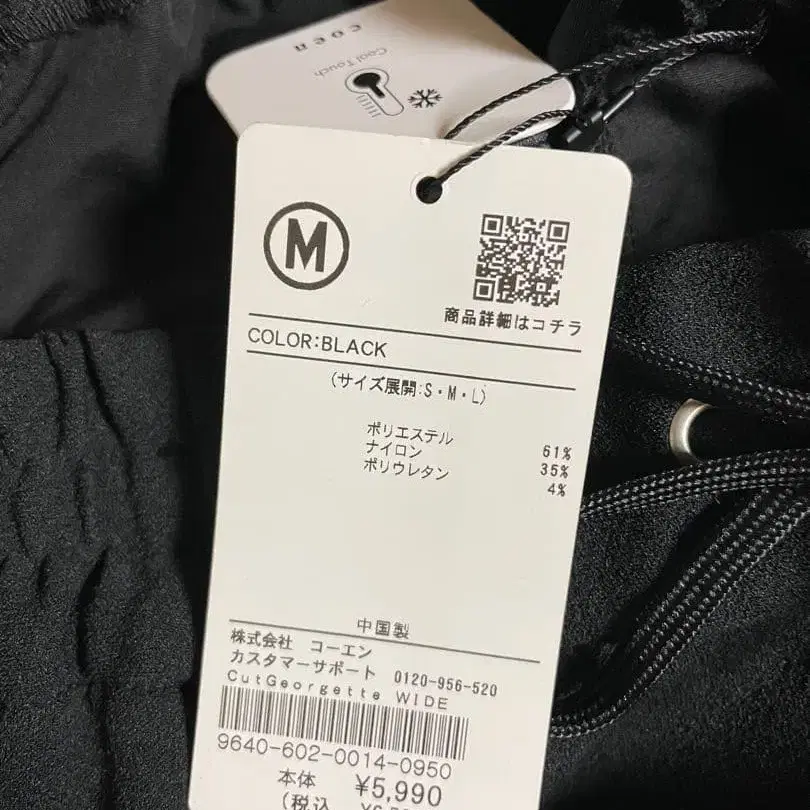 coen
Cool Touch
M
商品詳細はコチラ
COLOR:BLACK
(サイズ展開:S・M・L)
ポリエステル 61%
ナイロン 35%
ポリウレタン 4%
中国製
株式会社 コーエン
カスタマーサポート 0120-956-520
CutGeorgette WIDE
9640-602-0014-0950
本体 ¥5,990
(税込